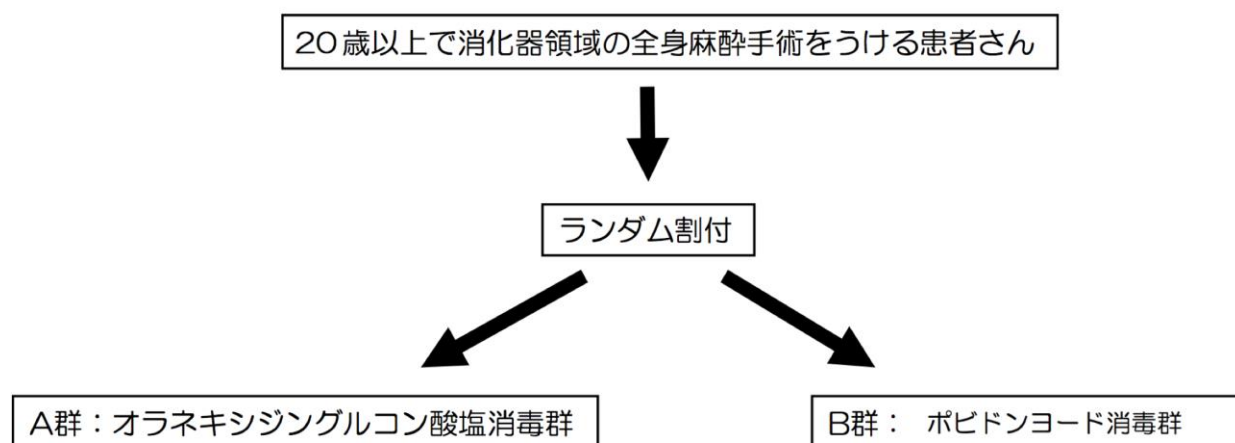 20歳以上で消化器領域の全身麻酔手術をうける患者さん
ランダム割付
A群：オラネキシジングルコン酸塩消毒群
B群： ポビドンヨード消毒群